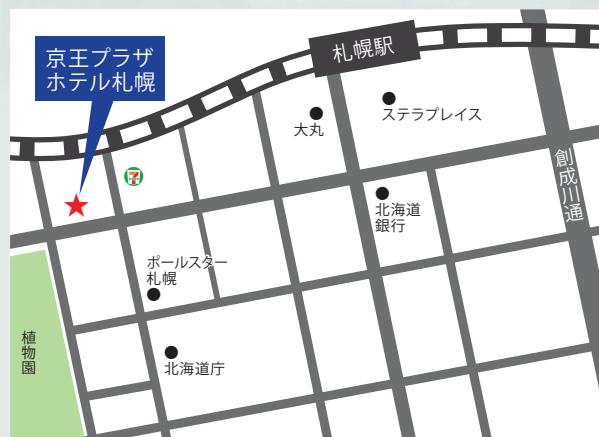 札幌駅
京王プラザ
ホテル札幌
大丸
ステラプレイス
創成川通
北海道
銀行
ポールスター
札幌
植物園
北海道庁